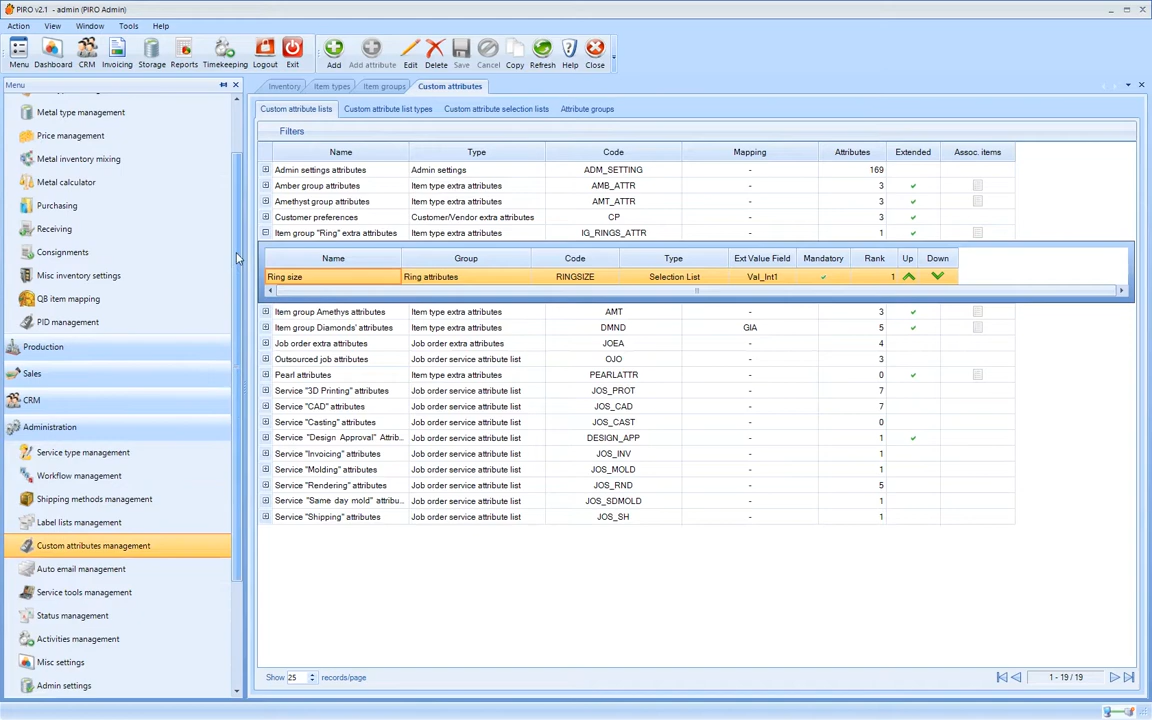 PIRO v2.1 - admin (PIRO Admin)
Action View Window Tools Help
Menu Dashboard CRM Invoicing Storage Reports Timekeeping Logout Exit Add Add attribute Edit Delete Save Cancel Copy Refresh Help Close
Menu
Metal type management
Price management
Metal inventory mixing
Metal calculator
Purchasing
Receiving
Consignments
Misc inventory settings
QB item mapping
PID management
Production
Sales
CRM
Administration
Service type management
Workflow management
Shipping methods management
Label lists management
Custom attributes management
Auto email management
Service tools management
Status management
Activities management
Misc settings
Admin settings
Inventory Item types Item groups Custom attributes
Custom attribute lists Custom attribute list types Custom attribute selection lists Attribute groups
Filters
Name Type Code Mapping Attributes Extended Assoc. items
Admin settings attributes Admin settings ADM_SETTING - 169
Amber group attributes Item type extra attributes AMB_ATTR - 3
Amethyst group attributes Item type extra attributes AMT_ATTR - 3
Customer preferences Customer/Vendor extra attributes CP - 3
Item group "Ring" extra attributes Item type extra attributes IG_RINGS_ATTR - 1
Name Group Code Type Ext Value Field Mandatory Rank Up Down
Ring size Ring attributes RINGSIZE Selection List Val_Int1 1
Item group Amethys attributes Item type extra attributes AMT - 3
Item group Diamonds' attributes Item type extra attributes DMND GIA 5
Job order extra attributes Job order extra attributes JOEA - 4
Outsourced job attributes Job order service attribute list OJO - 3
Pearl attributes Item type extra attributes PEARLATTR - 0
Service "3D Printing" attributes Job order service attribute list JOS_PROT - 7
Service "CAD" attributes Job order service attribute list JOS_CAD - 7
Service "Casting" attributes Job order service attribute list JOS_CAST - 0
Service "Design Approval" Attrib... Job order service attribute list DESIGN_APP - 1
Service "Invoicing" attributes Job order service attribute list JOS_INV - 1
Service "Molding" attributes Job order service attribute list JOS_MOLD - 1
Service "Rendering" attributes Job order service attribute list JOS_RND - 5
Service "Same day mold" attribu... Job order service attribute list JOS_SDMOLD - 1
Service "Shipping" attributes Job order service attribute list JOS_SH - 1
Show 25 records/page 1 - 19 / 19